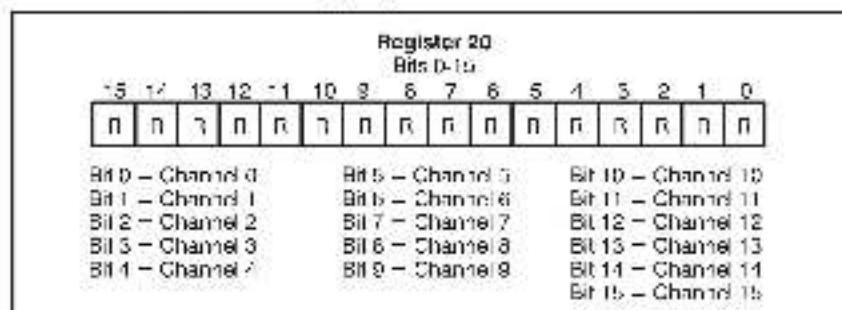 Register 20
Bits 0-15
15 14 13 12 11 10 9 8 7 6 5 4 3 2 1 0
Bit 0 – Channel 0
Bit 1 – Channel 1
Bit 2 – Channel 2
Bit 3 – Channel 3
Bit 4 – Channel 4
Bit 5 – Channel 5
Bit 6 – Channel 6
Bit 7 – Channel 7
Bit 8 – Channel 8
Bit 9 – Channel 9
Bit 10 – Channel 10
Bit 11 – Channel 11
Bit 12 – Channel 12
Bit 13 – Channel 13
Bit 14 – Channel 14
Bit 15 – Channel 15